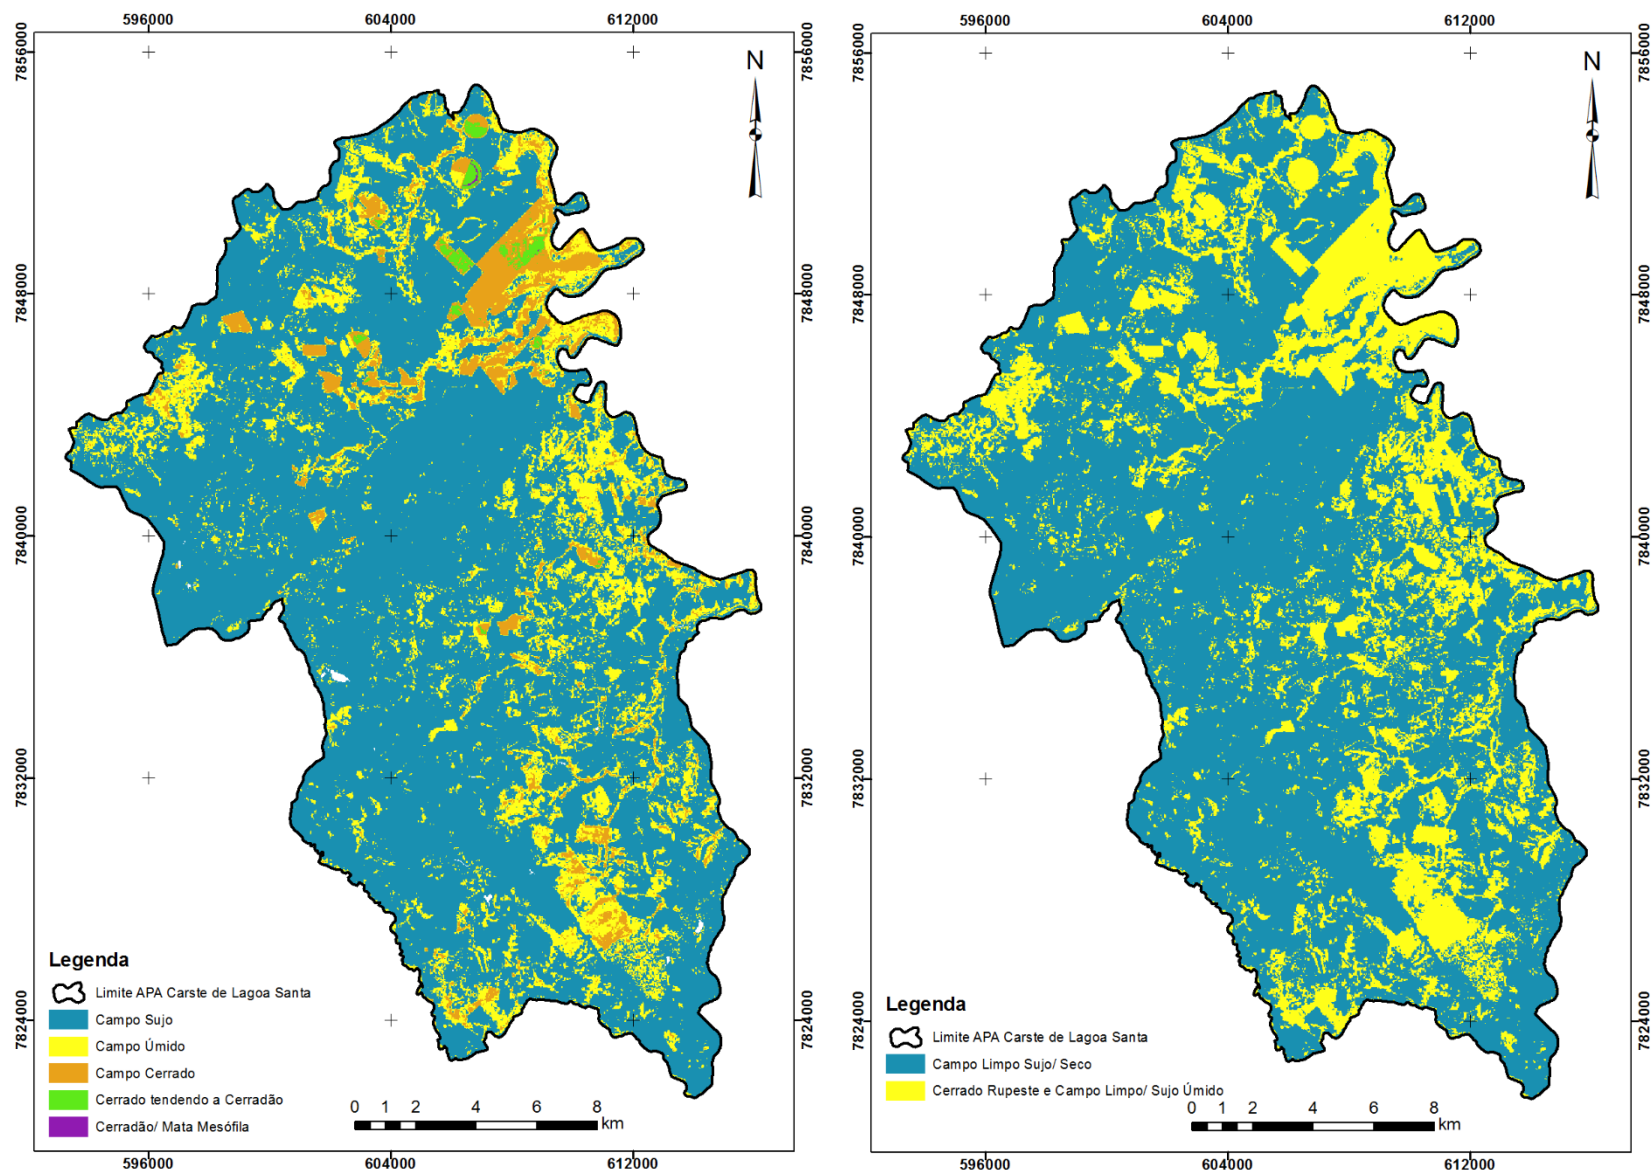 596000 604000 612000
7856000 7856000
N
7848000 7848000
7840000 7840000
7832000 7832000
7824000 7824000
Legenda
Limite APA Carste de Lagoa Santa
Campo Sujo
Campo Úmido
Campo Cerrado
Cerrado tendendo a Cerradão
Cerradão/ Mata Mesófila
0 1 2 4 6 8
km
596000 604000 612000
596000 604000 612000
7856000 7856000
N
7848000 7848000
7840000 7840000
7832000 7832000
7824000 7824000
Legenda
Limite APA Carste de Lagoa Santa
Campo Limpo Sujo/ Seco
Cerrado Rupeste e Campo Limpo/ Sujo Úmido
0 1 2 4 6 8
km
596000 604000 612000